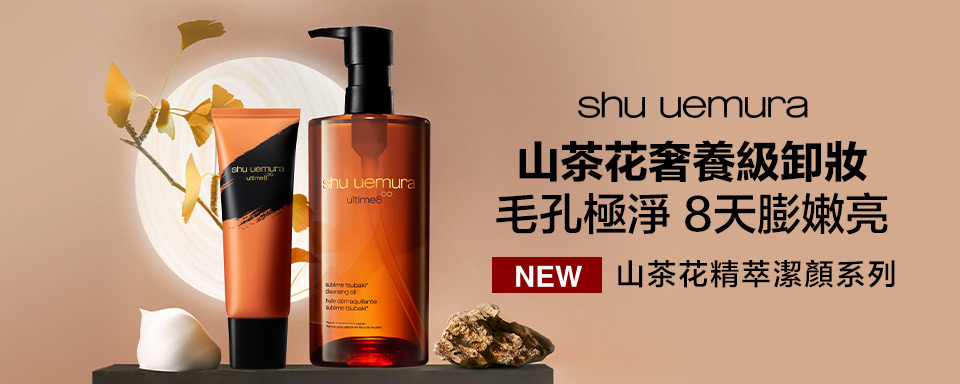 shu uemura
山茶花奢養級卸妝
毛孔極淨 8天膨嫩亮
NEW 山茶花精萃潔顏系列
shu uemura
ultime8∞
shu uemura
ultime8∞
sublime tsubaki*
cleansing oil
huile démaquillante
sublime tsubaki*